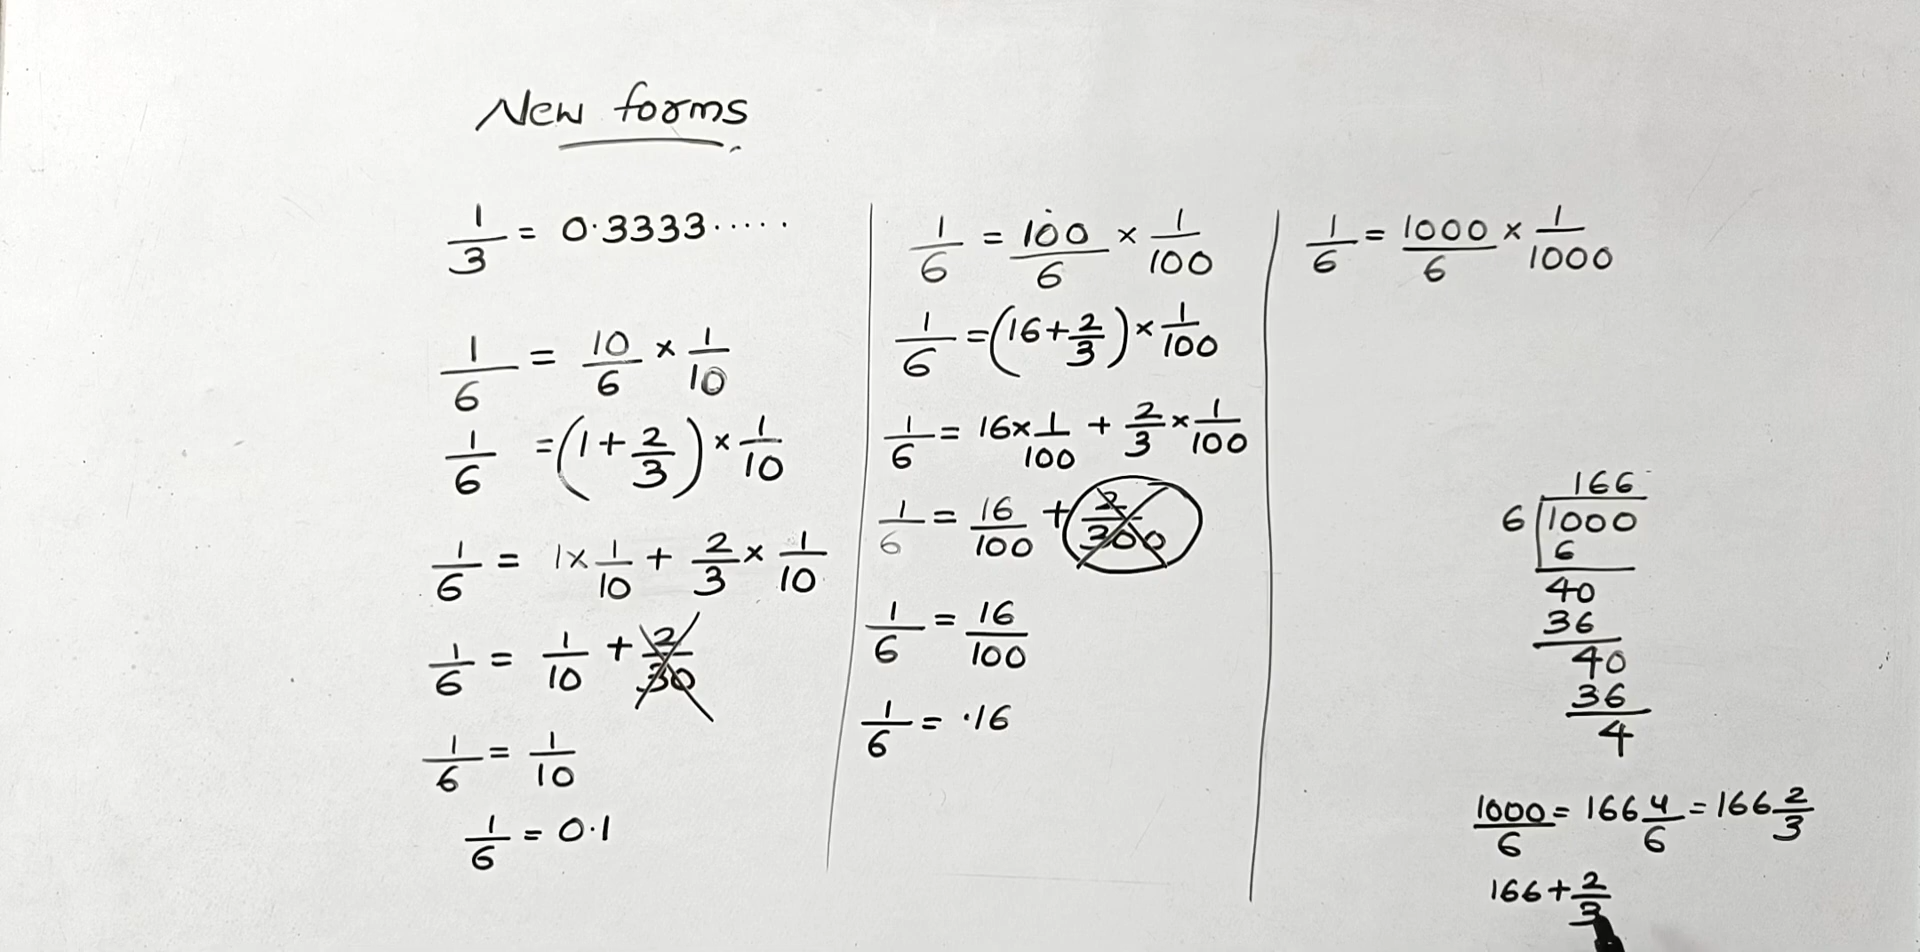 New forms
1/3 = 0.3333.....
1/6 = 10/6 × 1/10
1/6 = (1 + 2/3) × 1/10
1/6 = 1 × 1/10 + 2/3 × 1/10
1/6 = 1/10 + 2/30
1/6 = 1/10
1/6 = 0.1
1/6 = 100/6 × 1/100
1/6 = (16 + 2/3) × 1/100
1/6 = 16 × 1/100 + 2/3 × 1/100
1/6 = 16/100 + 2/300
1/6 = 16/100
1/6 = .16
1/6 = 1000/6 × 1/1000
166
6 1000
6
40
36
40
36
4
1000/6 = 166 4/6 = 166 2/3
166 + 2/3